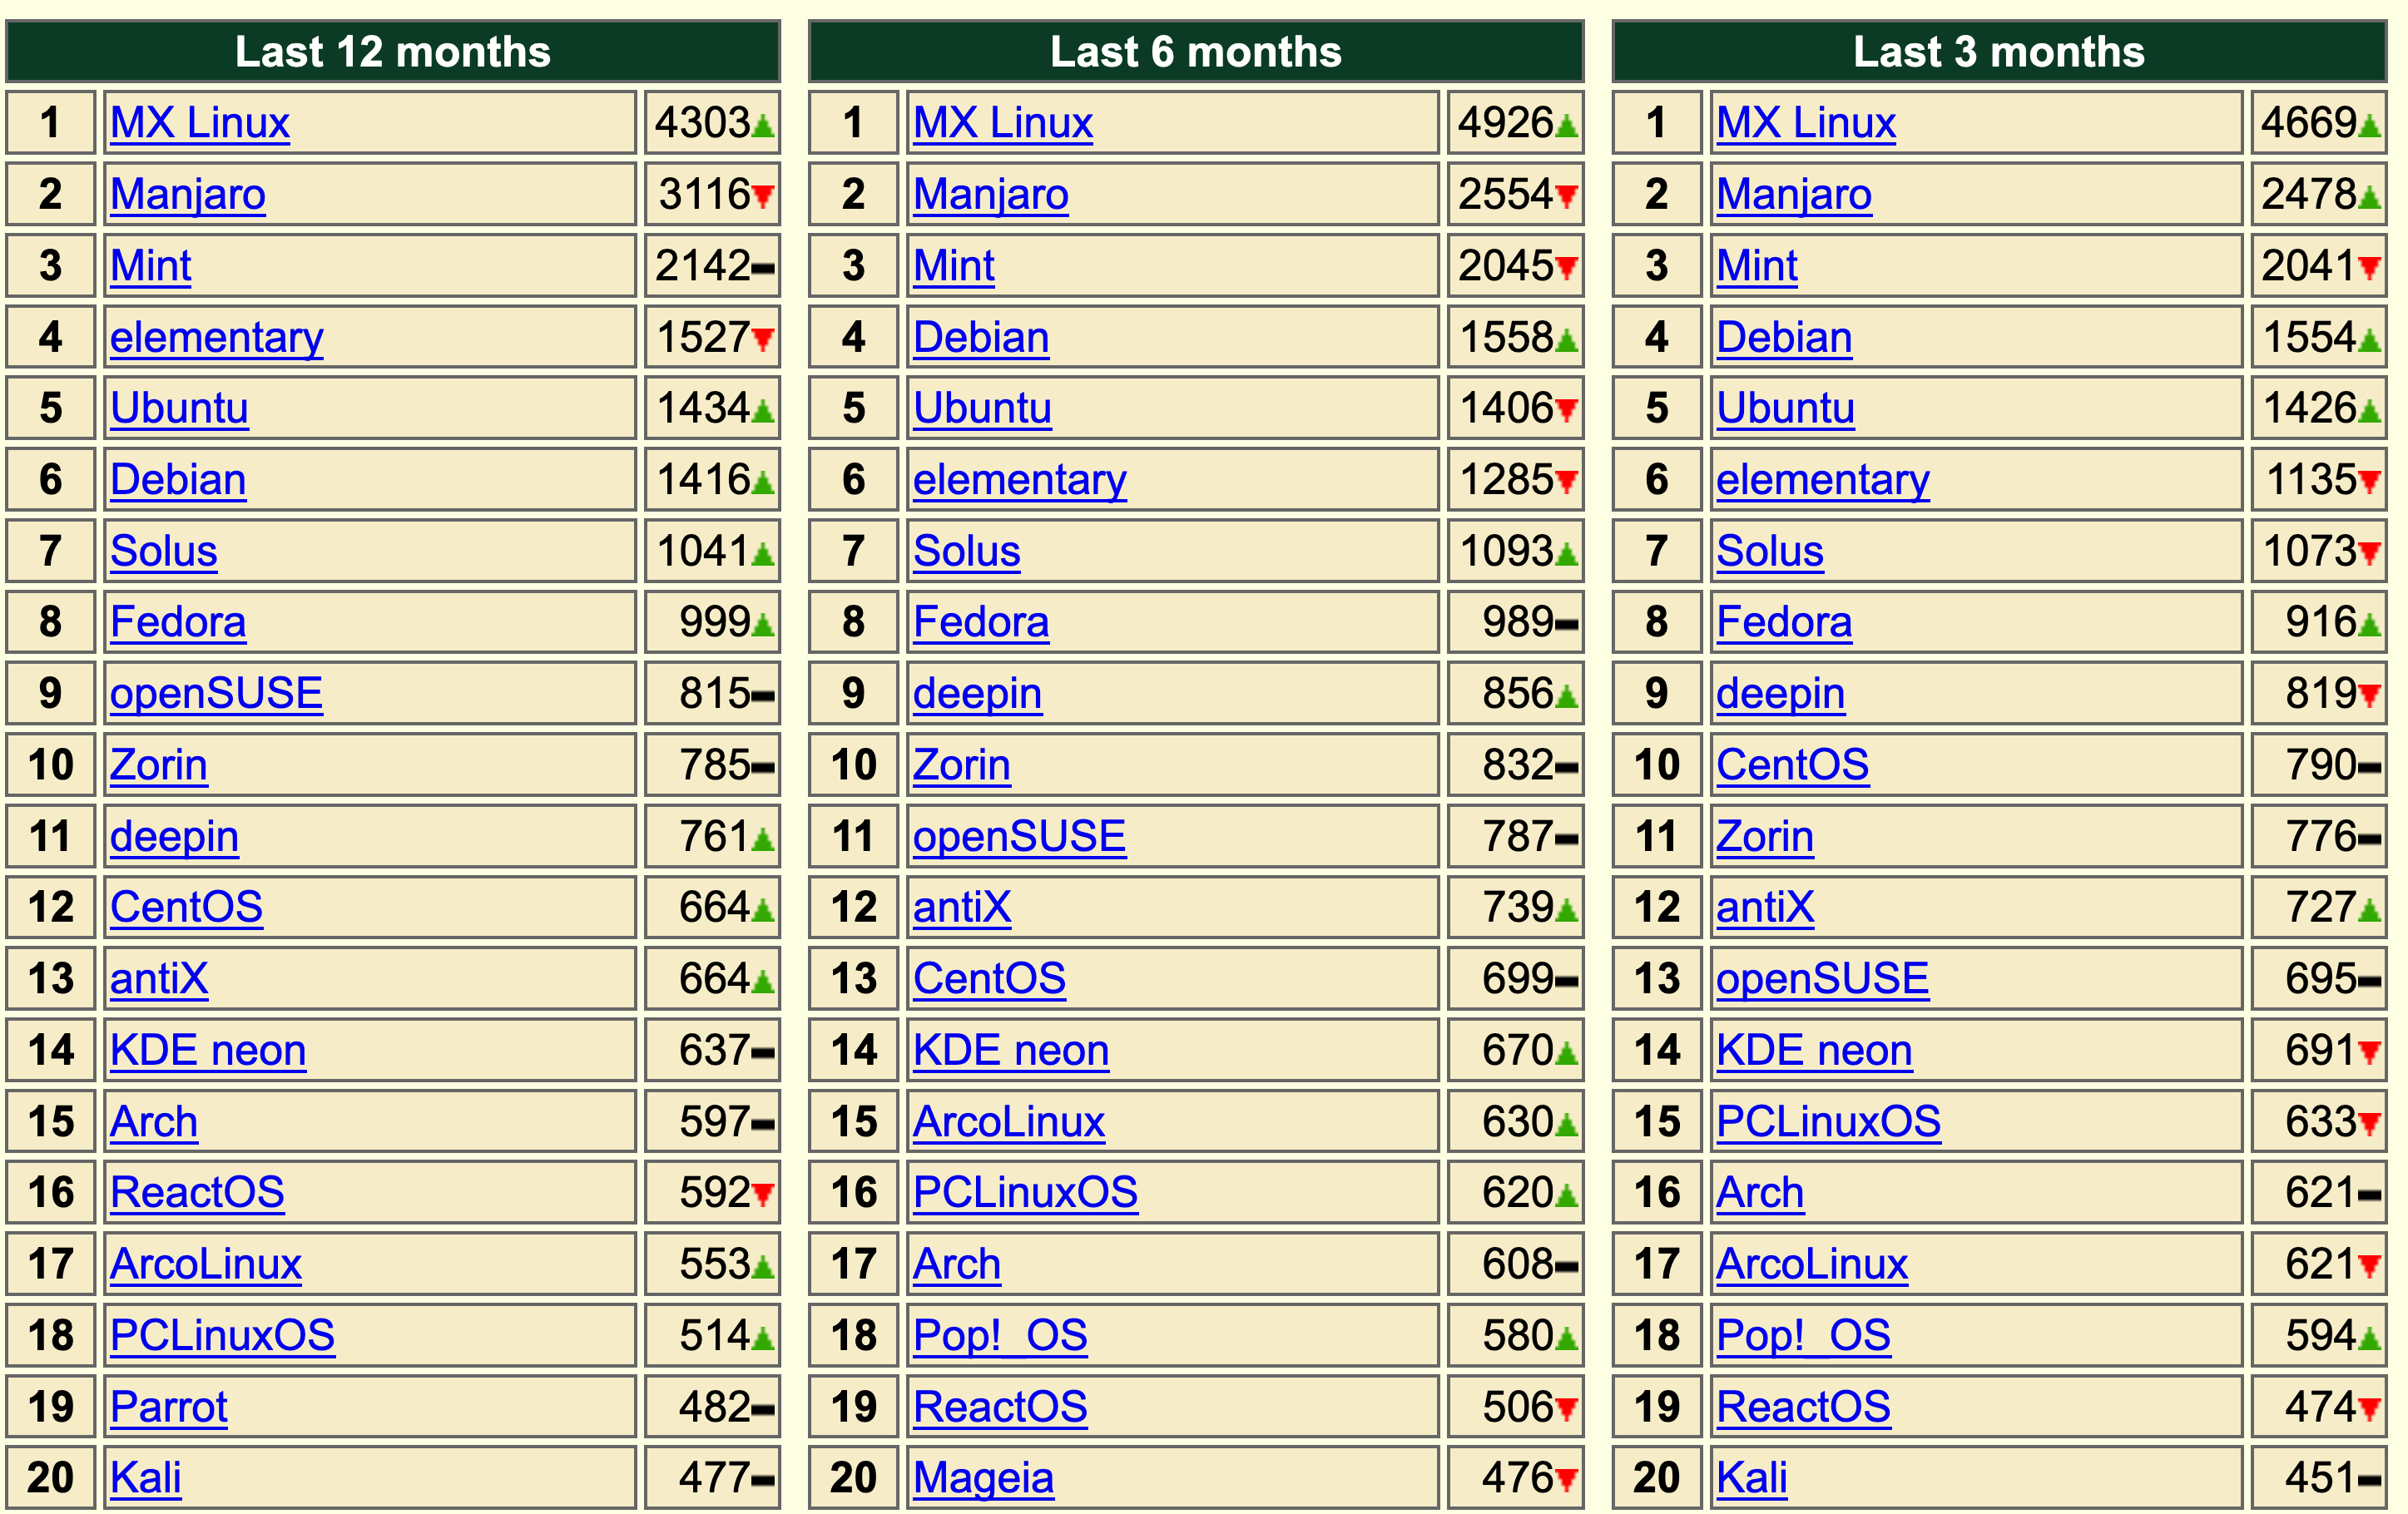 Last 12 months
1 MX Linux 4303
2 Manjaro 3116
3 Mint 2142
4 elementary 1527
5 Ubuntu 1434
6 Debian 1416
7 Solus 1041
8 Fedora 999
9 openSUSE 815
10 Zorin 785
11 deepin 761
12 CentOS 664
13 antiX 664
14 KDE neon 637
15 Arch 597
16 ReactOS 592
17 ArcoLinux 553
18 PCLinuxOS 514
19 Parrot 482
20 Kali 477
Last 6 months
1 MX Linux 4926
2 Manjaro 2554
3 Mint 2045
4 Debian 1558
5 Ubuntu 1406
6 elementary 1285
7 Solus 1093
8 Fedora 989
9 deepin 856
10 Zorin 832
11 openSUSE 787
12 antiX 739
13 CentOS 699
14 KDE neon 670
15 ArcoLinux 630
16 PCLinuxOS 620
17 Arch 608
18 Pop!_OS 580
19 ReactOS 506
20 Mageia 476
Last 3 months
1 MX Linux 4669
2 Manjaro 2478
3 Mint 2041
4 Debian 1554
5 Ubuntu 1426
6 elementary 1135
7 Solus 1073
8 Fedora 916
9 deepin 819
10 CentOS 790
11 Zorin 776
12 antiX 727
13 openSUSE 695
14 KDE neon 691
15 PCLinuxOS 633
16 Arch 621
17 ArcoLinux 621
18 Pop!_OS 594
19 ReactOS 474
20 Kali 451